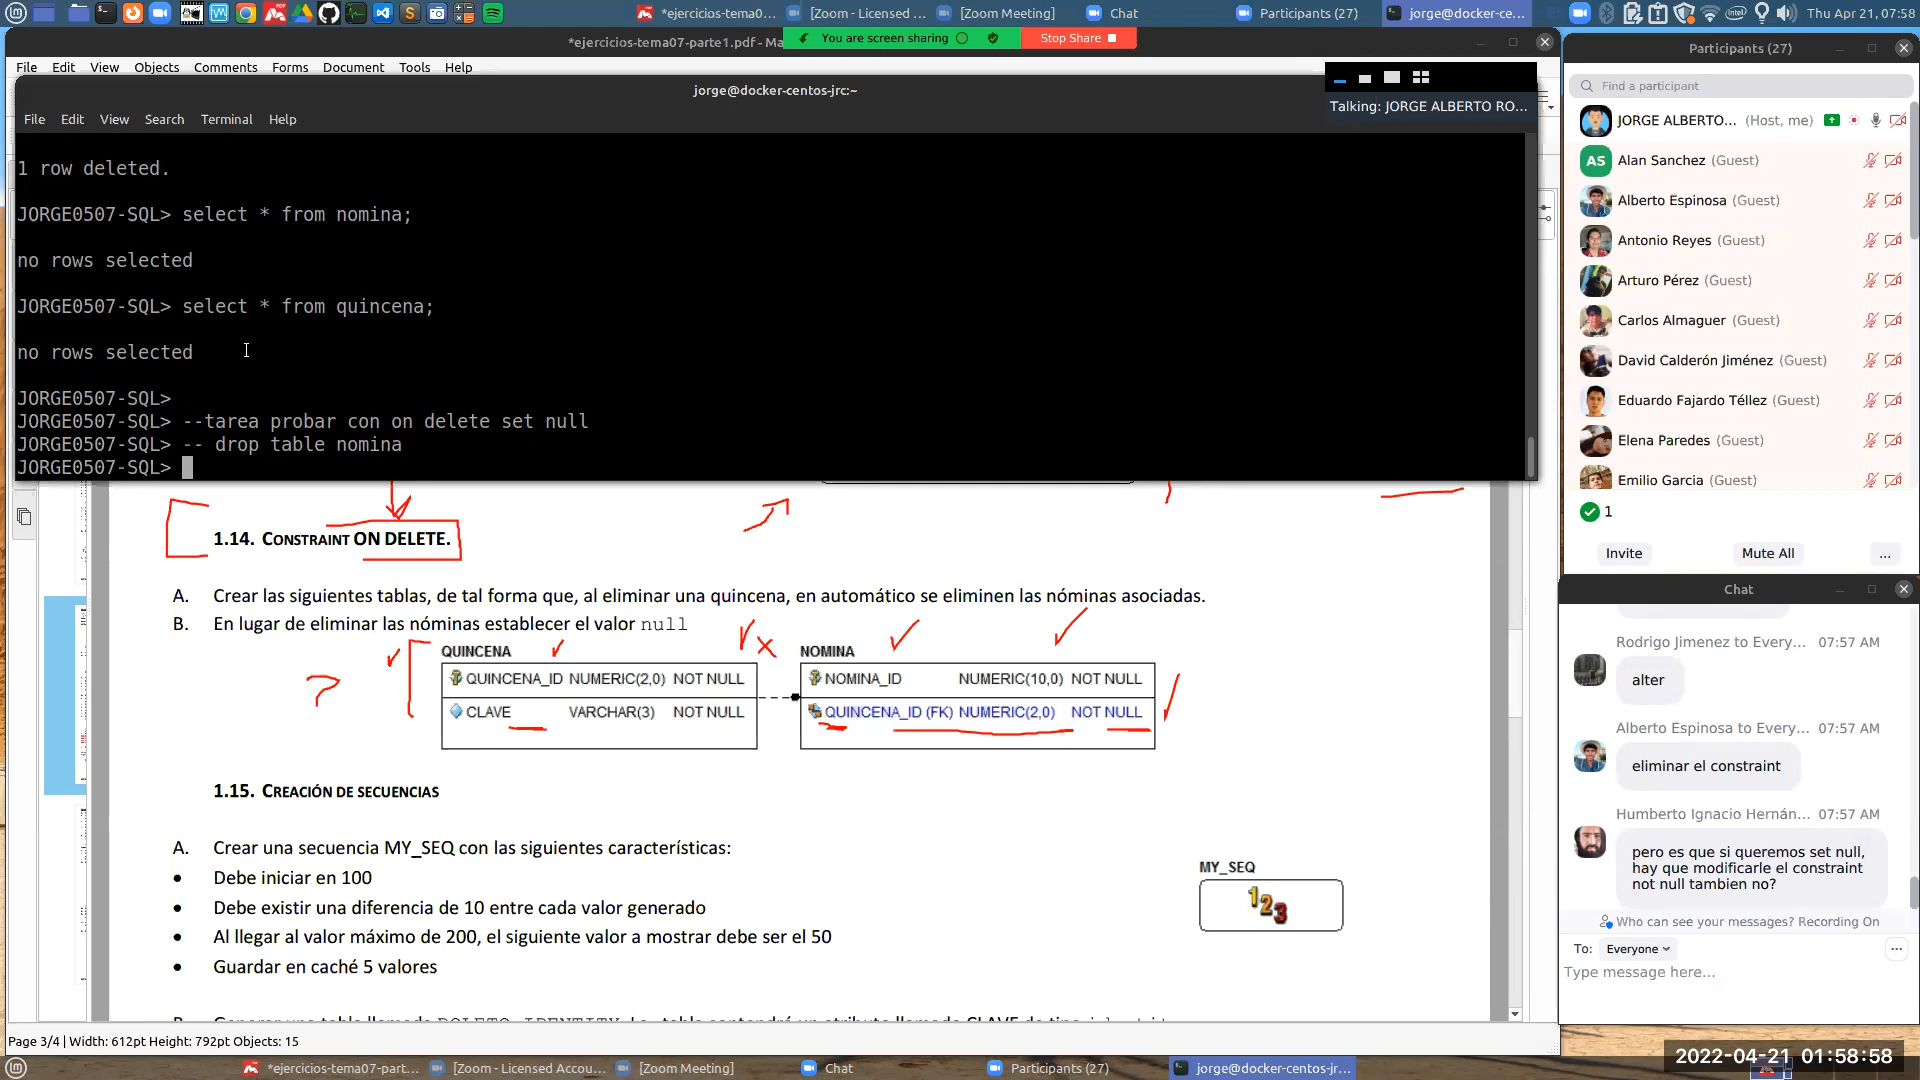 *ejercicios-tema0...
[Zoom - Licensed ...
[Zoom Meeting]
Chat
Participants (27)
jorge@docker-ce...
Thu Apr 21, 07:58
*ejercicios-tema07-parte1.pdf - Ma
You are screen sharing
Stop Share
File Edit View Objects Comments Forms Document Tools Help
jorge@docker-centos-jrc:~
Talking: JORGE ALBERTO RO...
File Edit View Search Terminal Help
1 row deleted.
JORGE0507-SQL> select * from nomina;
no rows selected
JORGE0507-SQL> select * from quincena;
no rows selected
JORGE0507-SQL>
JORGE0507-SQL> --tarea probar con on delete set null
JORGE0507-SQL> -- drop table nomina
JORGE0507-SQL>
1.14. CONSTRAINT ON DELETE.
A. Crear las siguientes tablas, de tal forma que, al eliminar una quincena, en automático se eliminen las nóminas asociadas.
B. En lugar de eliminar las nóminas establecer el valor null
QUINCENA
QUINCENA_ID NUMERIC(2,0) NOT NULL
CLAVE VARCHAR(3) NOT NULL
NOMINA
NOMINA_ID NUMERIC(10,0) NOT NULL
QUINCENA_ID (FK) NUMERIC(2,0) NOT NULL
1.15. CREACIÓN DE SECUENCIAS
A. Crear una secuencia MY_SEQ con las siguientes características:
• Debe iniciar en 100
• Debe existir una diferencia de 10 entre cada valor generado
• Al llegar al valor máximo de 200, el siguiente valor a mostrar debe ser el 50
• Guardar en caché 5 valores
MY_SEQ
123
Page 3/4 | Width: 612pt Height: 792pt Objects: 15
Participants (27)
Find a participant
JORGE ALBERTO... (Host, me)
AS Alan Sanchez (Guest)
Alberto Espinosa (Guest)
Antonio Reyes (Guest)
Arturo Pérez (Guest)
Carlos Almaguer (Guest)
David Calderón Jiménez (Guest)
Eduardo Fajardo Téllez (Guest)
Elena Paredes (Guest)
Emilio Garcia (Guest)
1
Invite Mute All ...
Chat
Rodrigo Jimenez to Every... 07:57 AM
alter
Alberto Espinosa to Every... 07:57 AM
eliminar el constraint
Humberto Ignacio Hernán... 07:57 AM
pero es que si queremos set null,
hay que modificarle el constraint
not null tambien no?
Who can see your messages? Recording On
To: Everyone
Type message here...
*ejercicios-tema07-part...
[Zoom - Licensed Accou...
[Zoom Meeting]
Chat
Participants (27)
jorge@docker-centos-jr...
2022-04-21 01:58:58